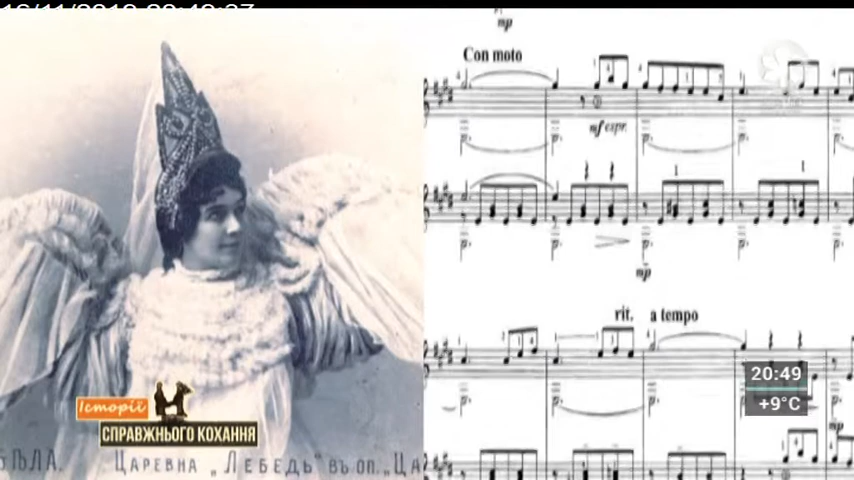 mp
Con moto
mf espr.
mp
rit. a tempo
20:49
+9°C
mp
Історії
СПРАВЖНЬОГО КОХАННЯ
ЦАРЕВНА „ЛЕБЕДЬ" ВЪ ОП. „ЦА